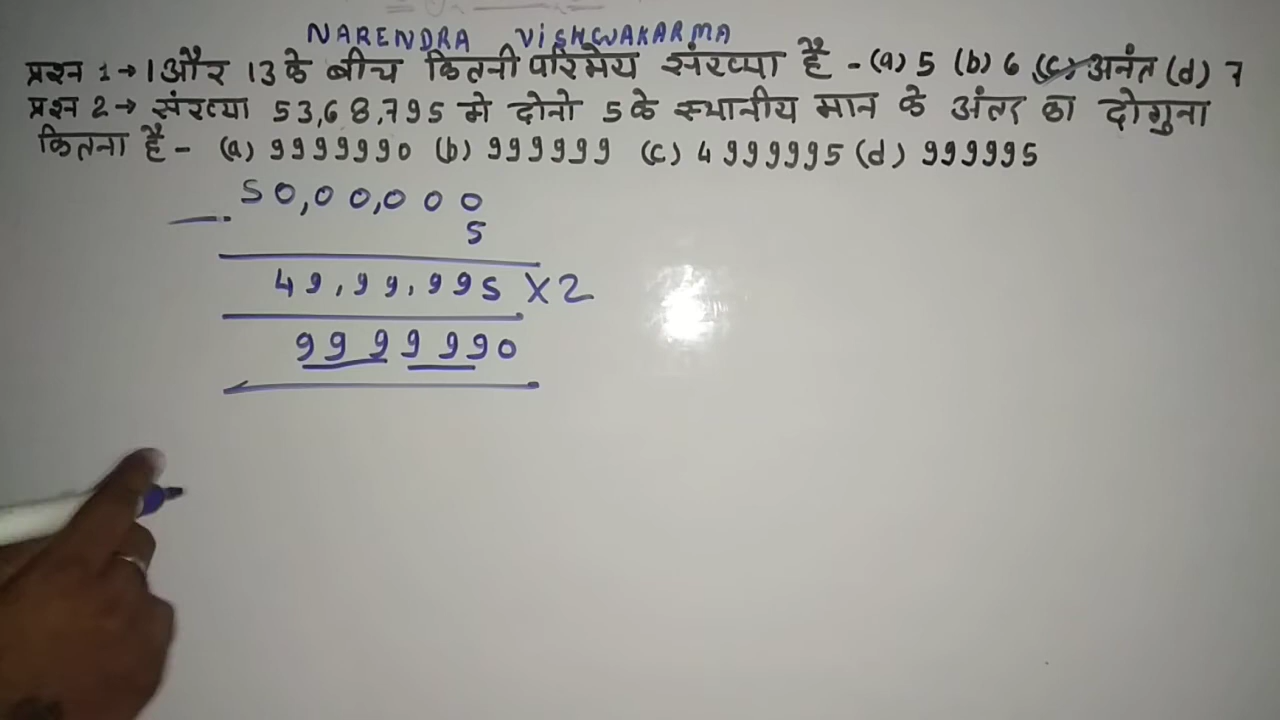 NARENDRA VISHWAKARMA
प्रश्न 1→ 1 और 13 के बीच कितनी परिमेय संख्या है - (a) 5 (b) 6 (c) अनंत (d) 7
प्रश्न 2→ संख्या 53,68,795 मे दोनो 5 के स्थानीय मान के अंतर का दोगुना
कितना है - (a) 9999990 (b) 999999 (c) 4999995 (d) 999995
50,00,000
— 5
49,99,995 X 2
9999990